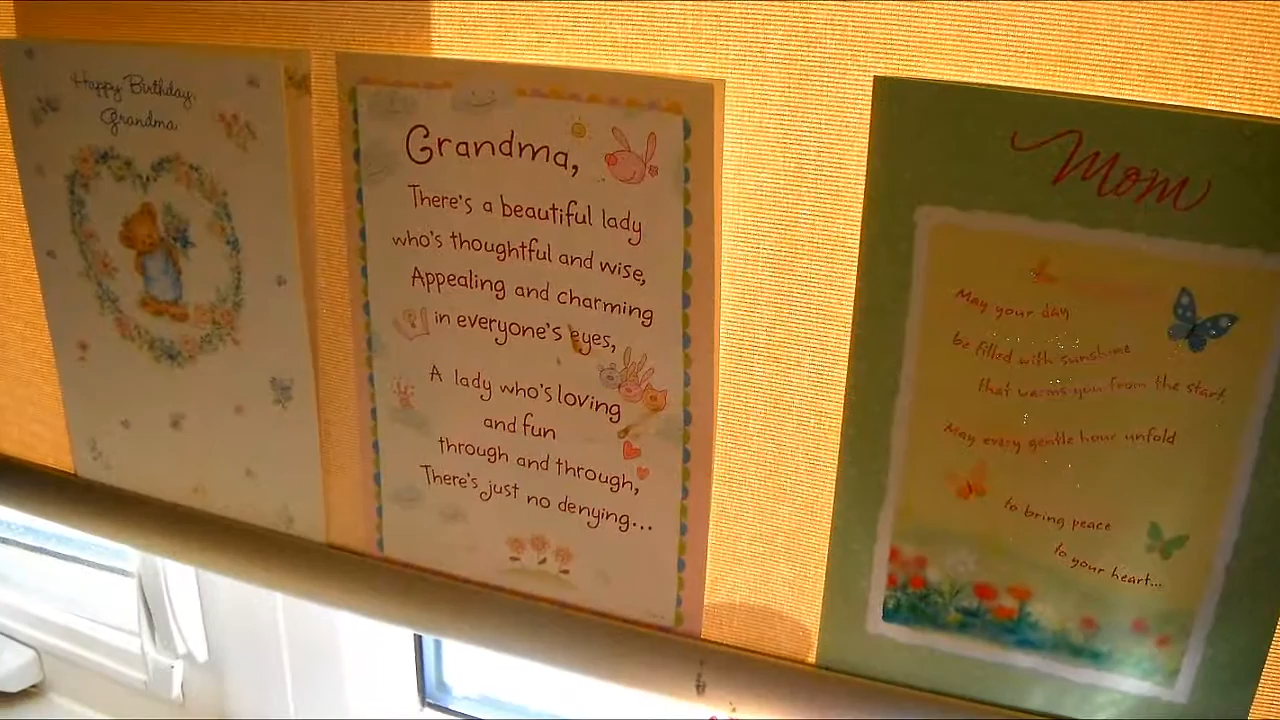 Happy Birthday,
Grandma
Grandma,
There's a beautiful lady
who's thoughtful and wise,
Appealing and charming
in everyone's eyes,
A lady who's loving
and fun
through and through,
There's just no denying...
Mom
May your day
be filled with sunshine
that warms you from the start,
May every gentle hour unfold
to bring peace
to your heart...